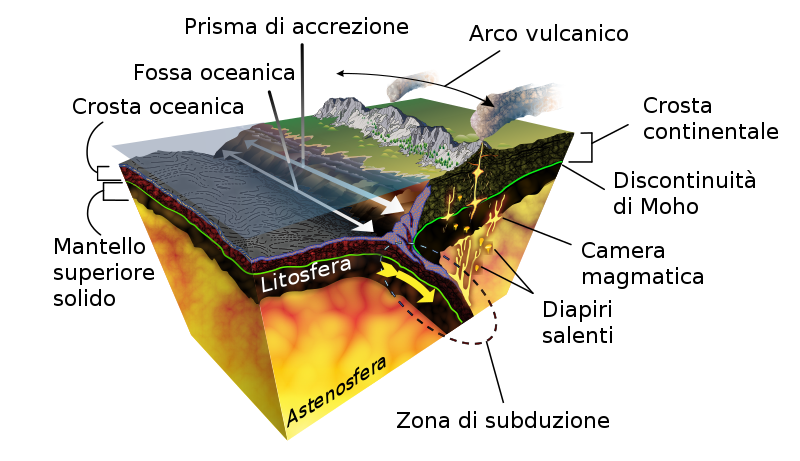 Prisma di accrezione
Arco vulcanico
Fossa oceanica
Crosta oceanica
Crosta
continentale
Discontinuità
di Moho
Mantello
superiore
solido
Litosfera
Camera
magmatica
Diapiri
salenti
Astenosfera
Zona di subduzione